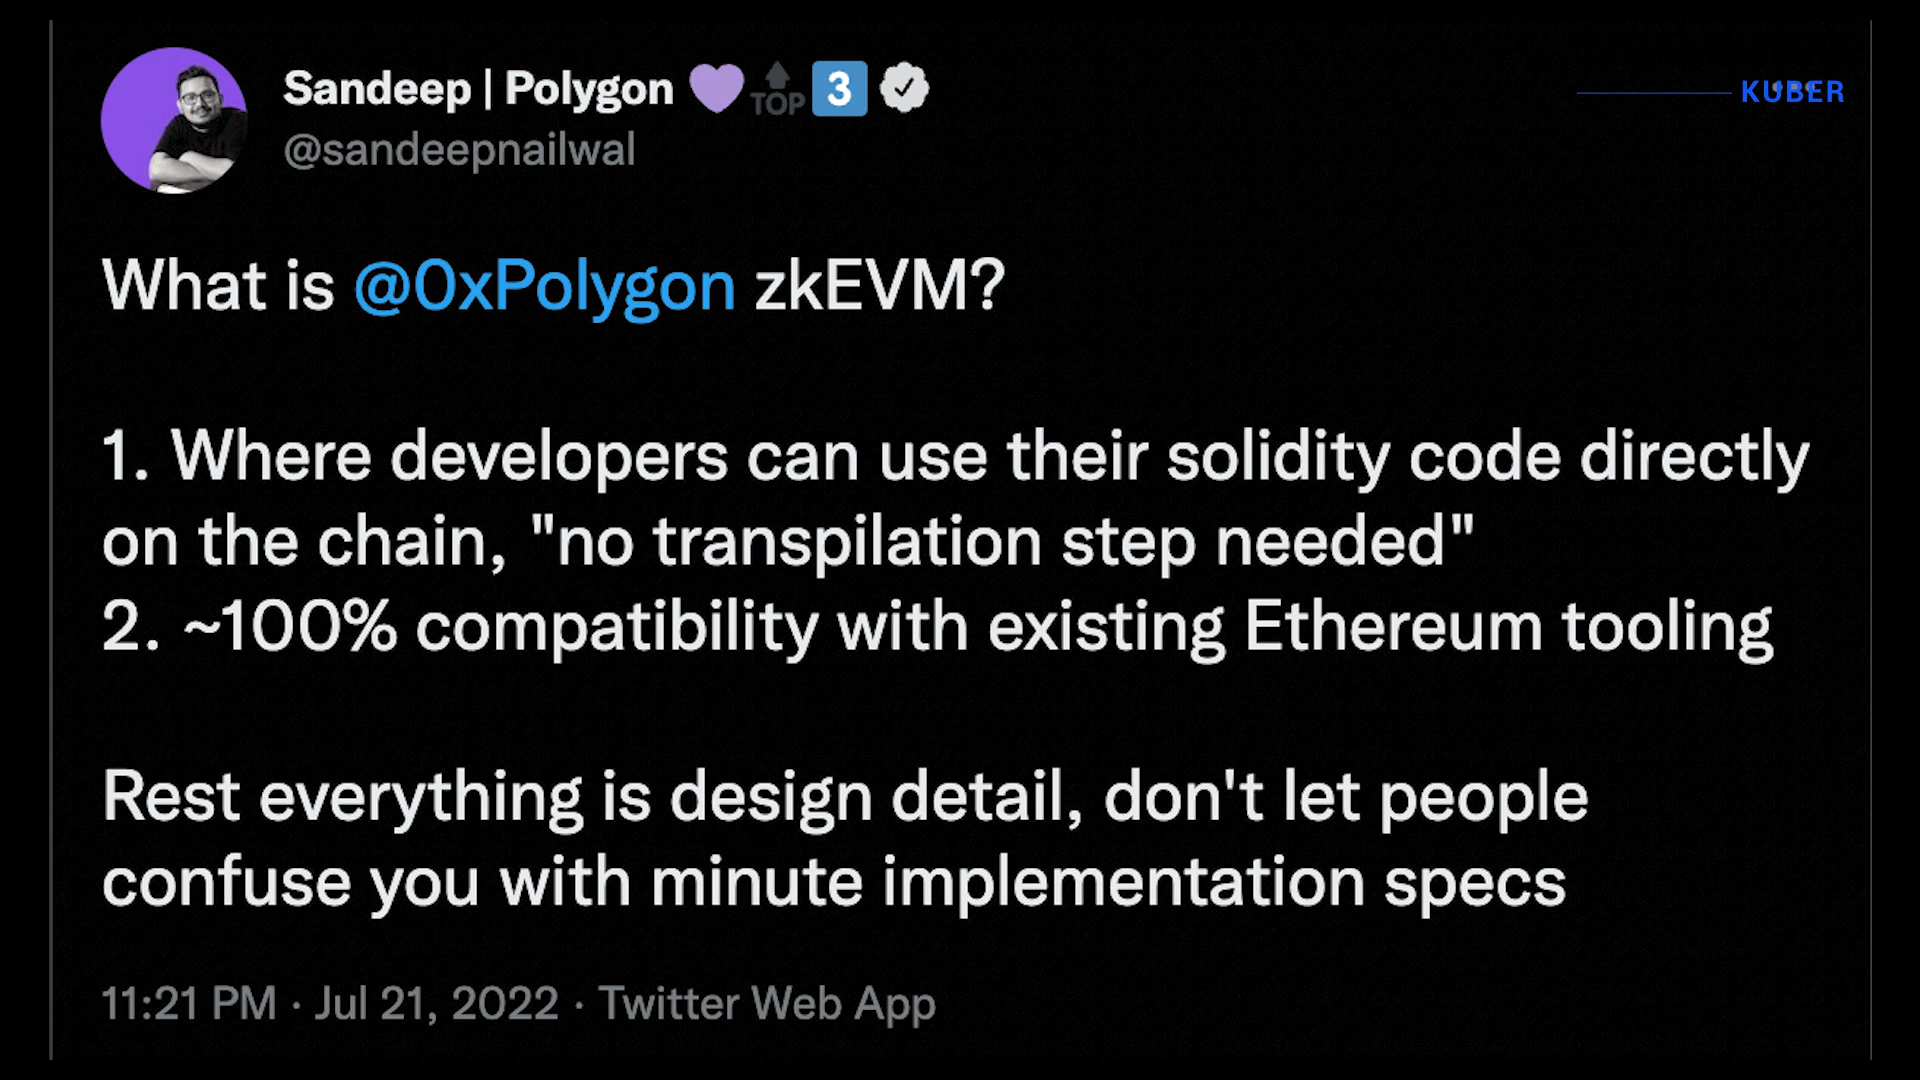 Sandeep | Polygon 💜🔝3️⃣
KUBER
@sandeepnailwal
What is @0xPolygon zkEVM?
1. Where developers can use their solidity code directly
on the chain, "no transpilation step needed"
2. ~100% compatibility with existing Ethereum tooling
Rest everything is design detail, don't let people
confuse you with minute implementation specs
11:21 PM · Jul 21, 2022 · Twitter Web App